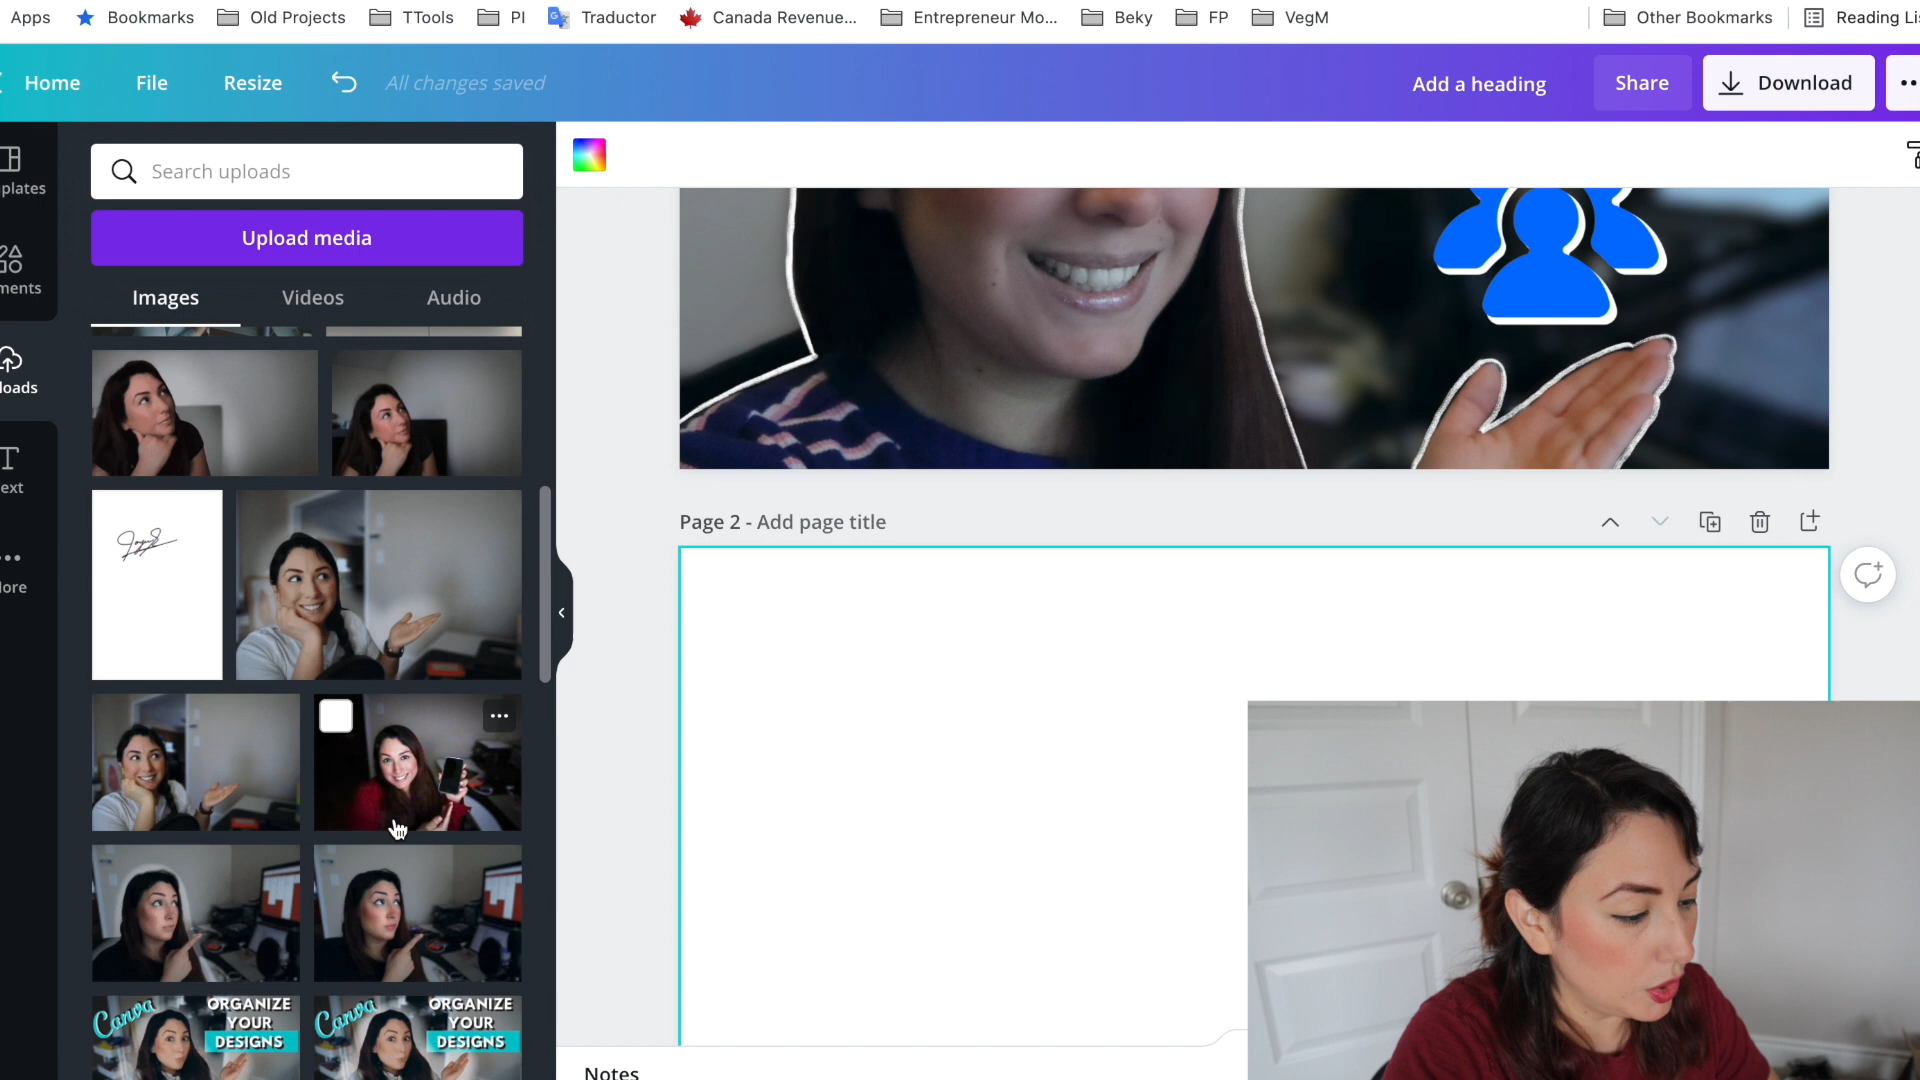 Apps Bookmarks Old Projects TTools PI Traductor Canada Revenue... Entrepreneur Mo... Beky FP VegM Other Bookmarks Reading Lis
Home File Resize All changes saved Add a heading Share Download
plates
ments
loads
ext
ore
Search uploads
Upload media
Images Videos Audio
Canva ORGANIZE YOUR DESIGNS
Canva ORGANIZE YOUR DESIGNS
Page 2 - Add page title
Notes